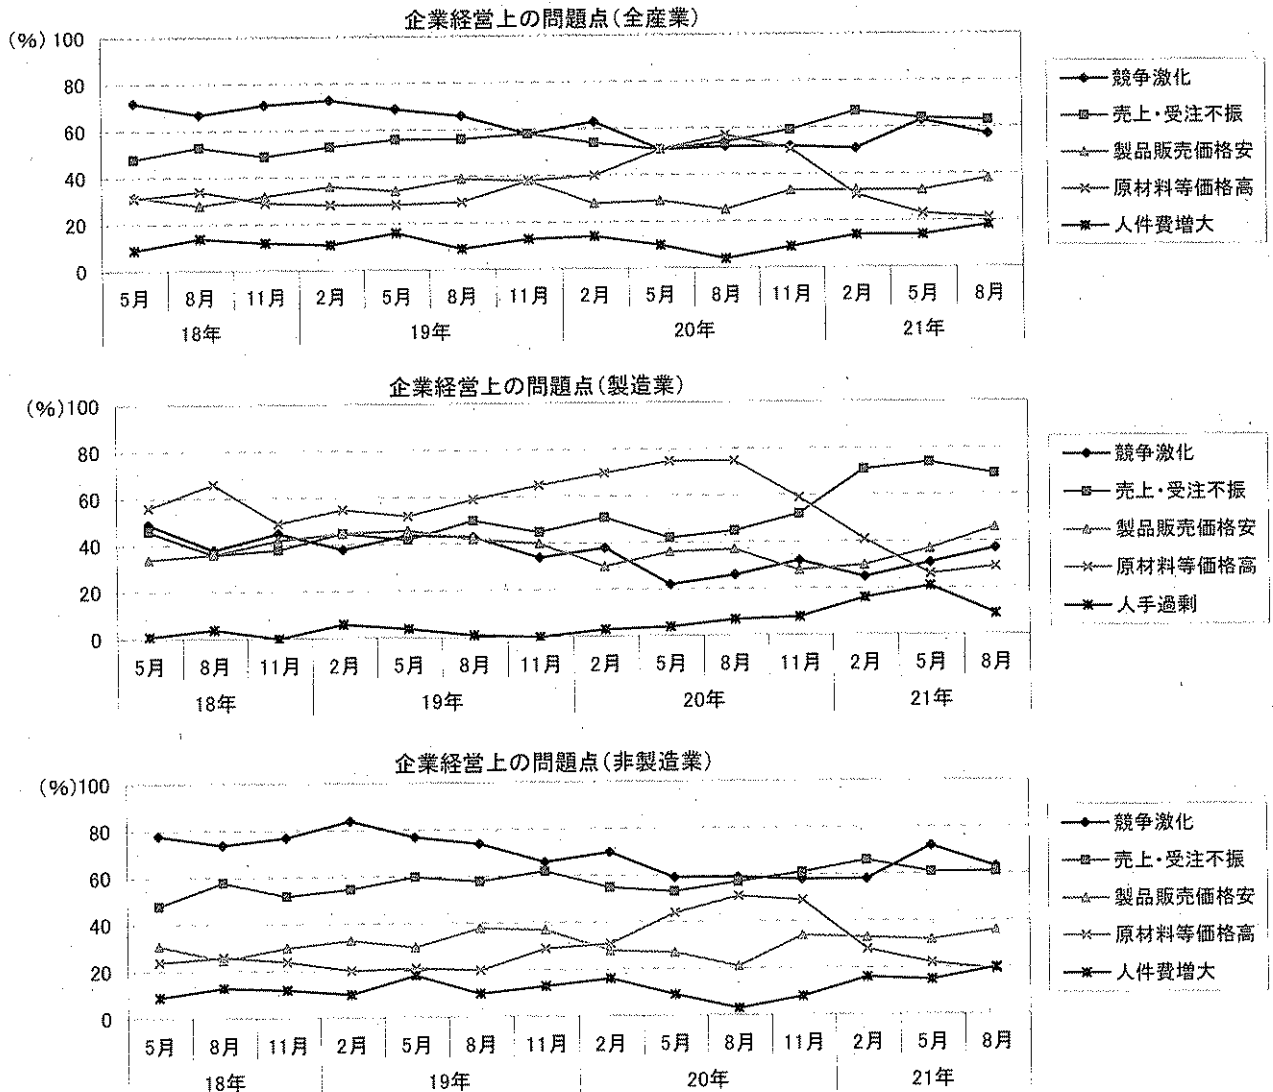 企業経営上の問題点(全産業)
(%) 100
80
60
40
20
0
5月 8月 11月 2月 5月 8月 11月 2月 5月 8月 11月 2月 5月 8月
18年 19年 20年 21年
競争激化
売上・受注不振
製品販売価格安
原材料等価格高
人件費増大
企業経営上の問題点(製造業)
(%) 100
80
60
40
20
0
5月 8月 11月 2月 5月 8月 11月 2月 5月 8月 11月 2月 5月 8月
18年 19年 20年 21年
競争激化
売上・受注不振
製品販売価格安
原材料等価格高
人手過剰
企業経営上の問題点(非製造業)
(%) 100
80
60
40
20
0
5月 8月 11月 2月 5月 8月 11月 2月 5月 8月 11月 2月 5月 8月
18年 19年 20年 21年
競争激化
売上・受注不振
製品販売価格安
原材料等価格高
人件費増大